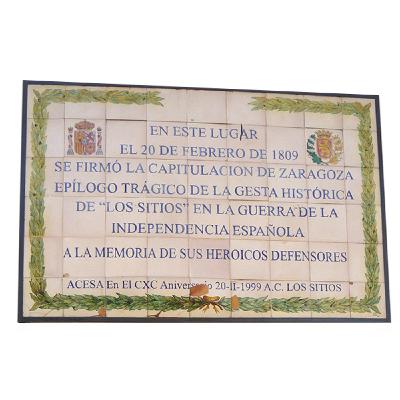 EN ESTE LUGAR
EL 20 DE FEBRERO DE 1809
SE FIRMÓ LA CAPITULACION DE ZARAGOZA
EPÍLOGO TRÁGICO DE LA GESTA HISTÓRICA
DE "LOS SITIOS" EN LA GUERRA DE LA
INDEPENDENCIA ESPAÑOLA
A LA MEMORIA DE SUS HEROICOS DEFENSORES
ACESA En El CXC Aniversario 20-II-1999 A.C. LOS SITIOS